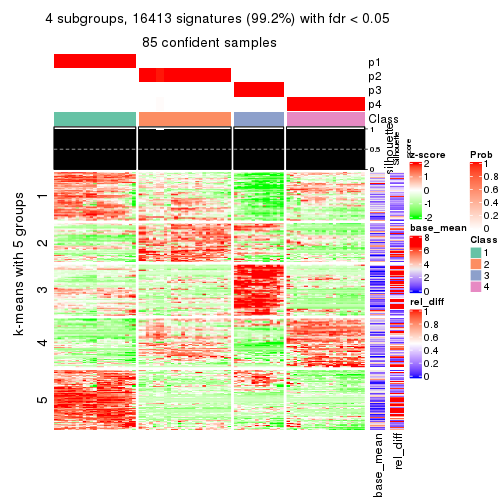 4 subgroups, 16413 signatures (99.2%) with fdr < 0.05
85 confident samples
p1
p2
p3
p4
Class
1
0.5
0
silhouette
Silhouette
score
k-means with 5 groups
1
2
3
4
5
base_mean
rel_diff
z-score
2
1
0
-1
-2
base_mean
8
6
4
2
0
rel_diff
1
0.8
0.6
0.4
0.2
0
Prob
1
0.8
0.6
0.4
0.2
0
Class
1
2
3
4